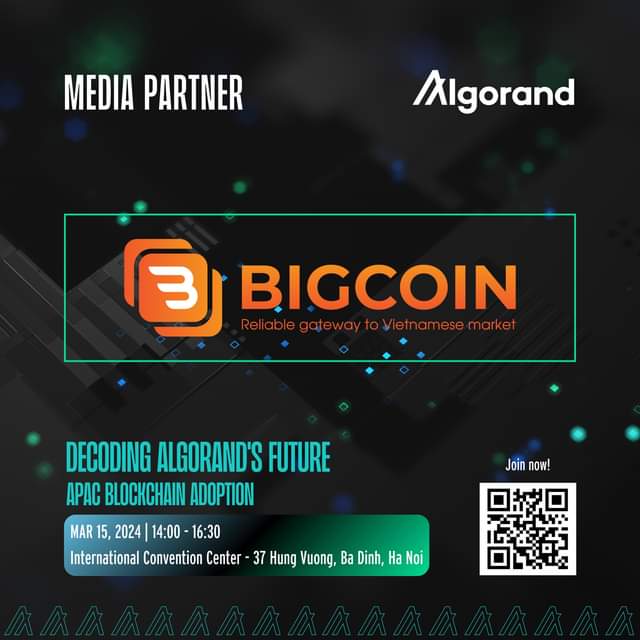 MEDIA PARTNER
Algorand
BIGCOIN
Reliable gateway to Vietnamese market
DECODING ALGORAND'S FUTURE
APAC BLOCKCHAIN ADOPTION
Join now!
MAR 15, 2024 | 14:00 - 16:30
International Convention Center - 37 Hung Vuong, Ba Dinh, Ha Noi